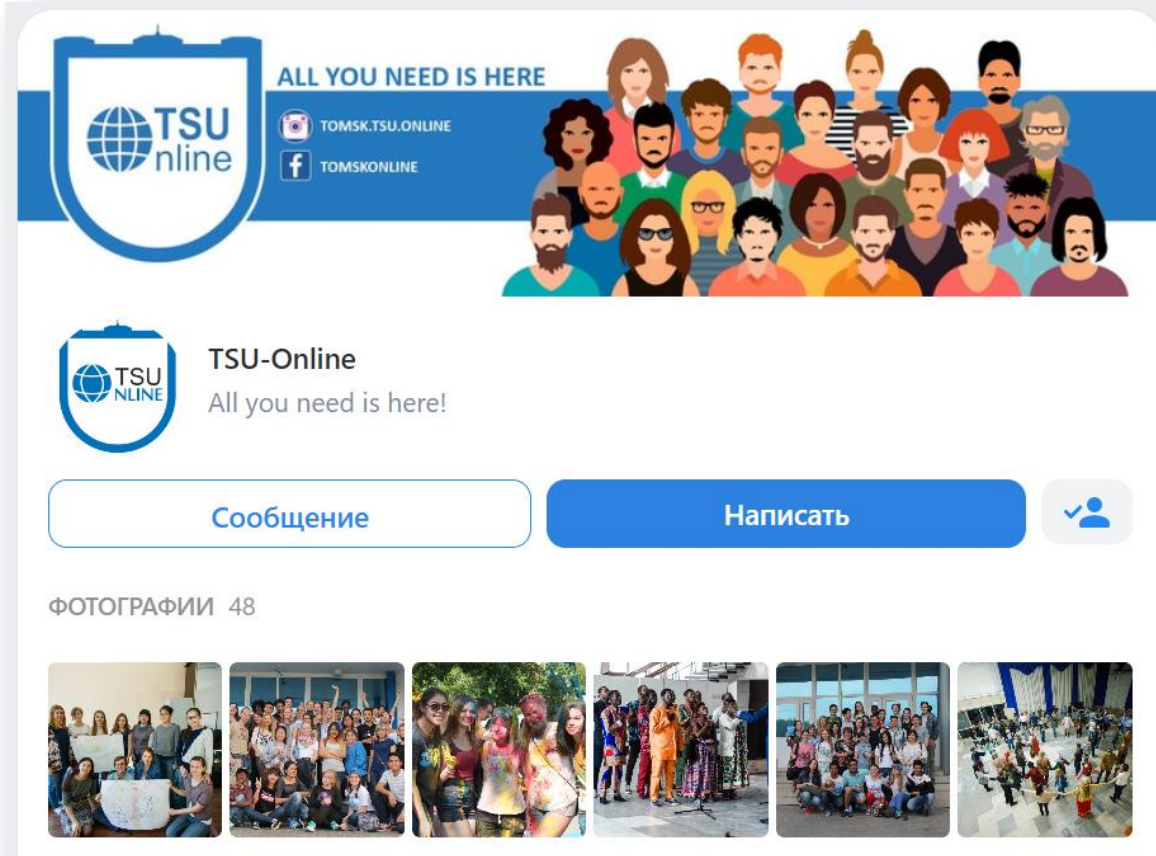 ALL YOU NEED IS HERE
TSU
nline
TOMSK.TSU.ONLINE
TOMSKONLINE
TSU
NLINE
TSU-Online
All you need is here!
Сообщение
Написать
ФОТОГРАФИИ 48